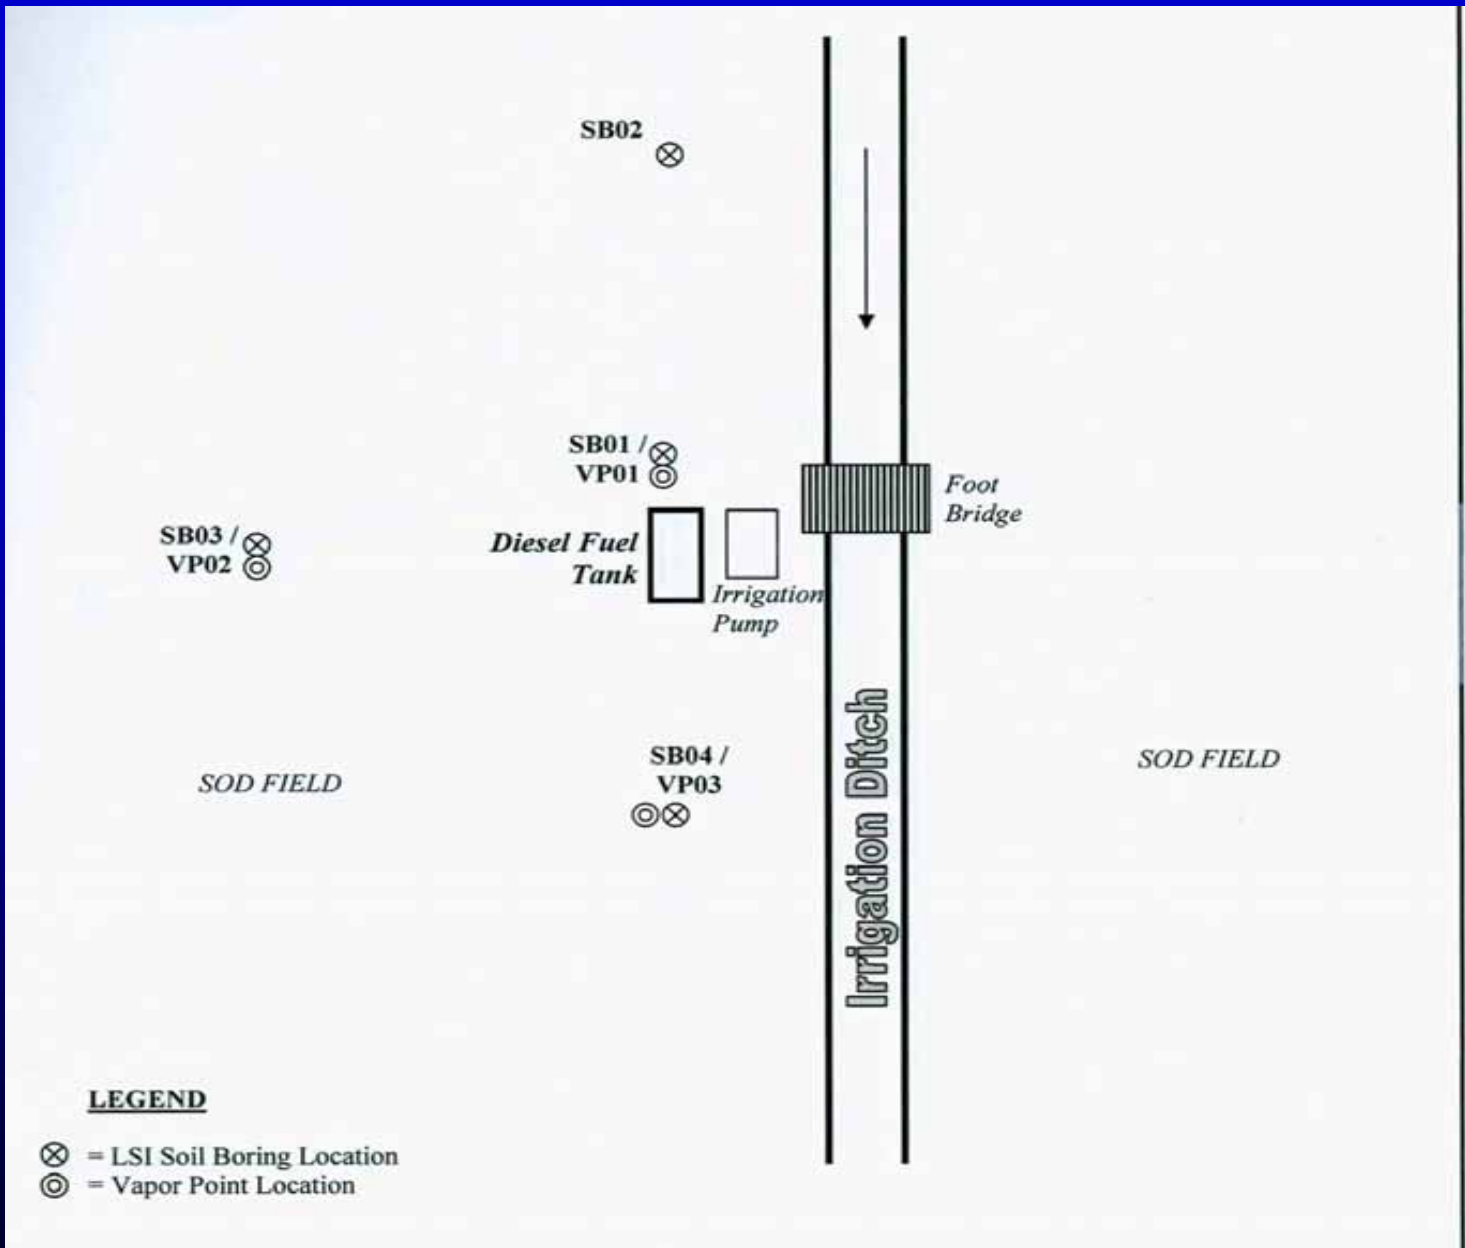 SB02
SB01 /
VP01
Foot
Bridge
SB03 /
VP02
Diesel Fuel
Tank
Irrigation
Pump
SB04 /
VP03
Irrigation Ditch
SOD FIELD
SOD FIELD
LEGEND
= LSI Soil Boring Location
= Vapor Point Location